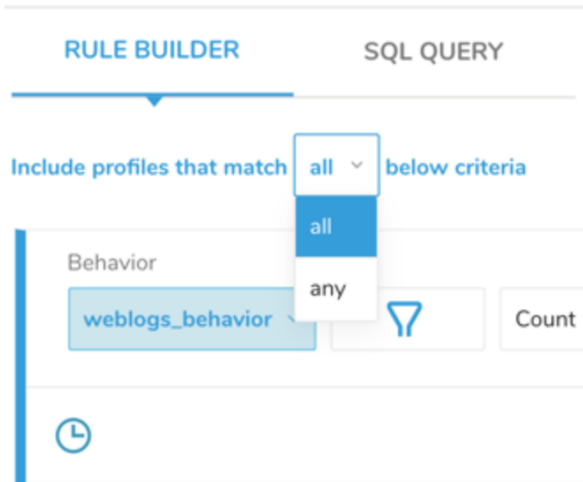 RULE BUILDER SQL QUERY
Include profiles that match all below criteria
all
Behavior
any
weblogs_behavior Count